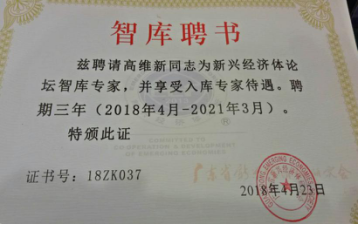 智库聘书
兹聘请高维新同志为新兴经济体论
坛智库专家，并享受入库专家待遇。聘
期三年（2018年4月-2021年3月）。
特颁此证
证书号：18ZK037
2018年4月23日